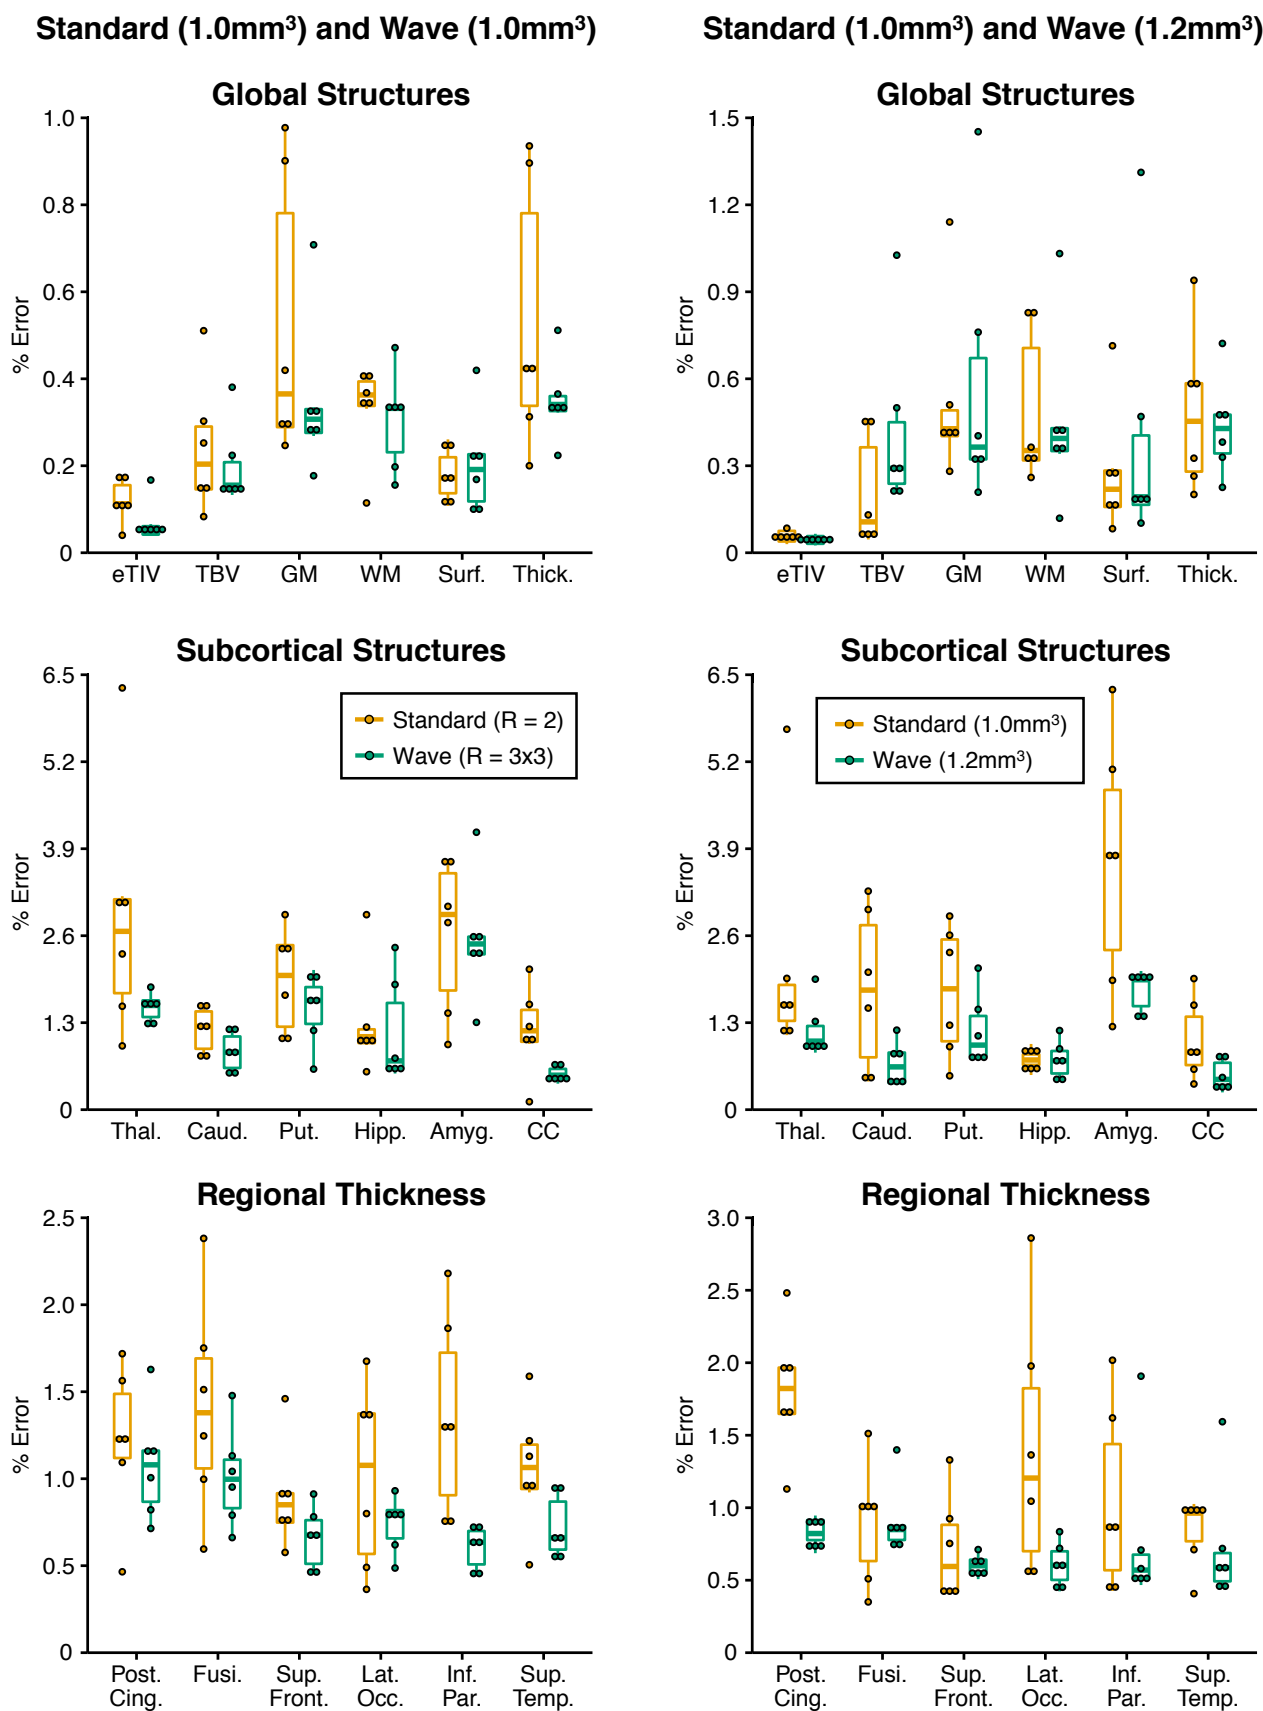 Standard (1.0mm³) and Wave (1.0mm³)
Standard (1.0mm³) and Wave (1.2mm³)
Global Structures
1.0
0.8
0.6
0.4
0.2
0
% Error
eTIV TBV GM WM Surf. Thick.
Global Structures
1.5
1.2
0.9
0.6
0.3
0
% Error
eTIV TBV GM WM Surf. Thick.
Subcortical Structures
6.5
5.2
3.9
2.6
1.3
0
% Error
Standard (R = 2)
Wave (R = 3x3)
Thal. Caud. Put. Hipp. Amyg. CC
Subcortical Structures
6.5
5.2
3.9
2.6
1.3
0
% Error
Standard (1.0mm³)
Wave (1.2mm³)
Thal. Caud. Put. Hipp. Amyg. CC
Regional Thickness
2.5
2.0
1.5
1.0
0.5
0
% Error
Post. Fusi. Sup. Lat. Inf. Sup.
Cing. Front. Occ. Par. Temp.
Regional Thickness
3.0
2.5
2.0
1.5
1.0
0.5
0
% Error
Post. Fusi. Sup. Lat. Inf. Sup.
Cing. Front. Occ. Par. Temp.